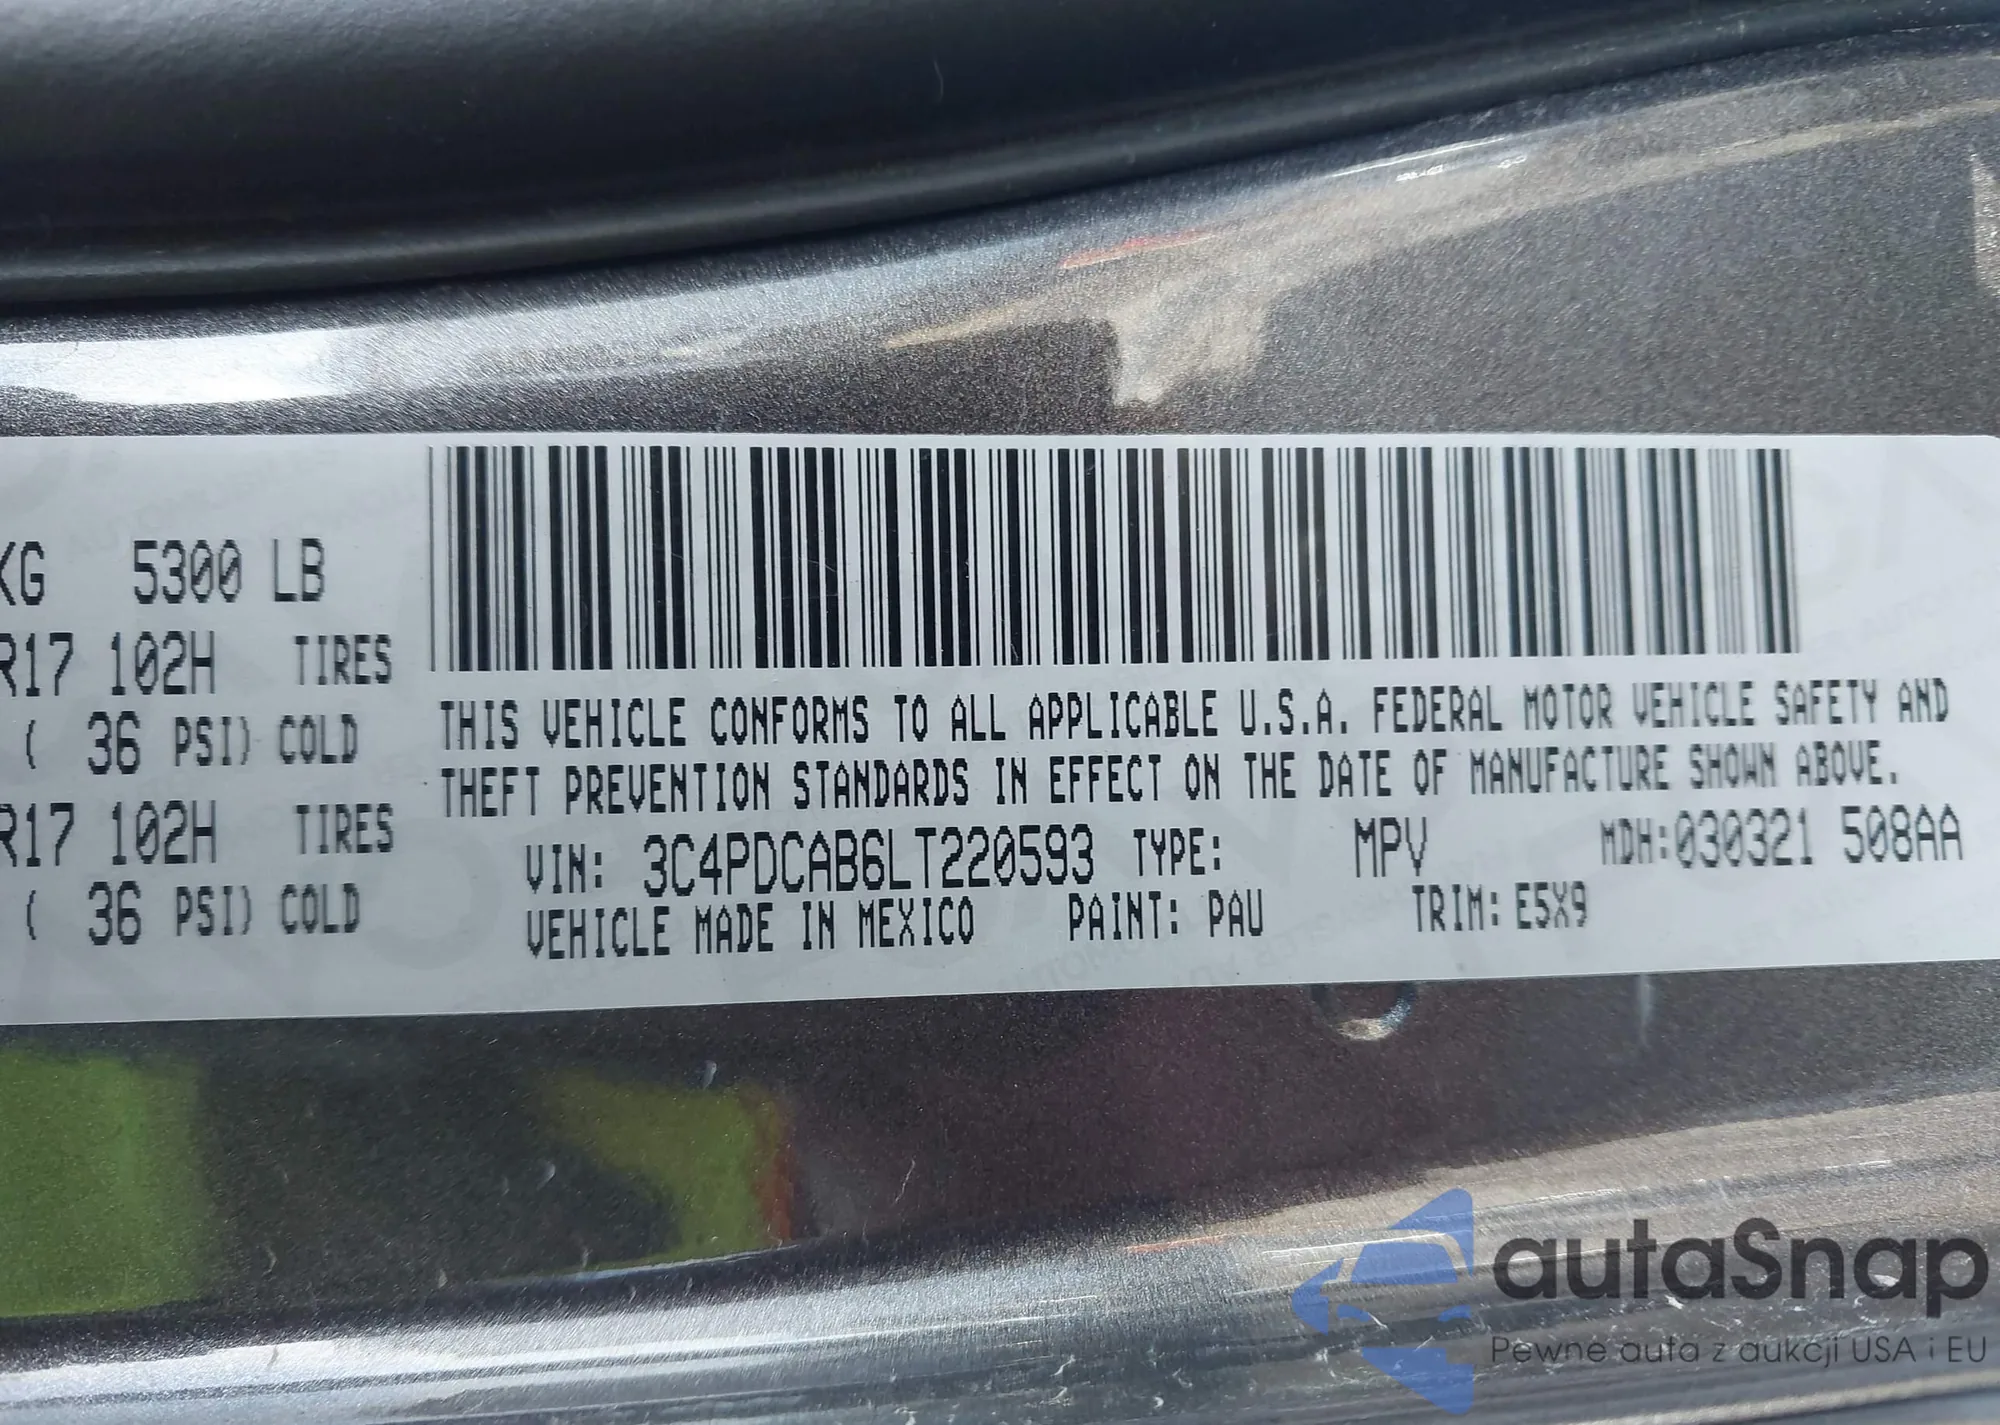 KG 5300 LB
R17 102H TIRES
( 36 PSI) COLD
R17 102H TIRES
( 36 PSI) COLD
THIS VEHICLE CONFORMS TO ALL APPLICABLE U.S.A. FEDERAL MOTOR VEHICLE SAFETY AND
THEFT PREVENTION STANDARDS IN EFFECT ON THE DATE OF MANUFACTURE SHOWN ABOVE.
VIN: 3C4PDCAB6LT220593 TYPE: MPV MDH:030321 508AA
VEHICLE MADE IN MEXICO PAINT: PAU TRIM: E5X9
autaSnap
Pewne auta z aukcji USA i EU